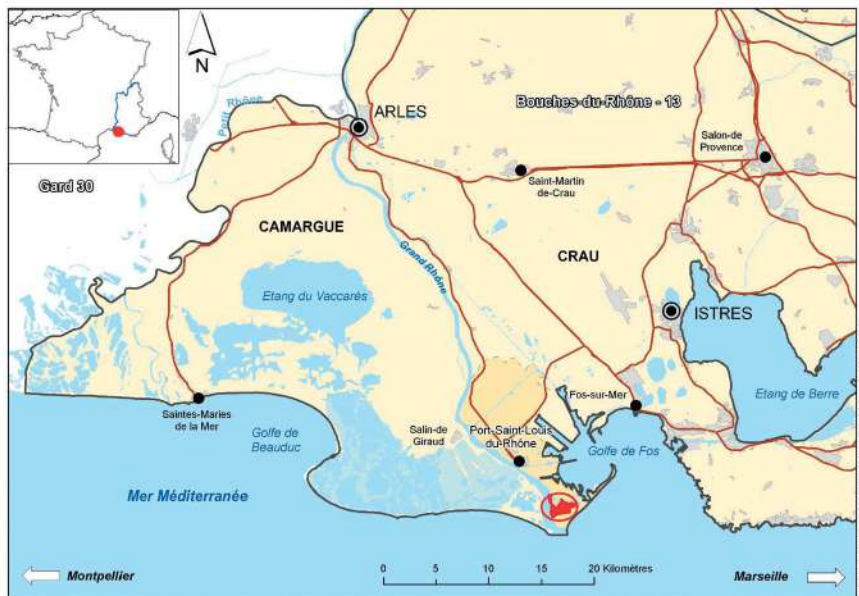 N
Petit Rhône
ARLES
Bouches-du-Rhône - 13
Salon-de
Provence
Gard 30
Saint-Martin
de-Crau
CAMARGUE
Grand Rhône
CRAU
Etang du Vaccarès
ISTRES
Saintes-Maries
de la Mer
Golfe de
Beauduc
Salin-de
Giraud
Port-Saint-Louis
du-Rhône
Fos-sur-Mer
Etang de Berre
Golfe de Fos
Mer Méditerranée
Montpellier
0 5 10 15 20 Kilomètres
Marseille